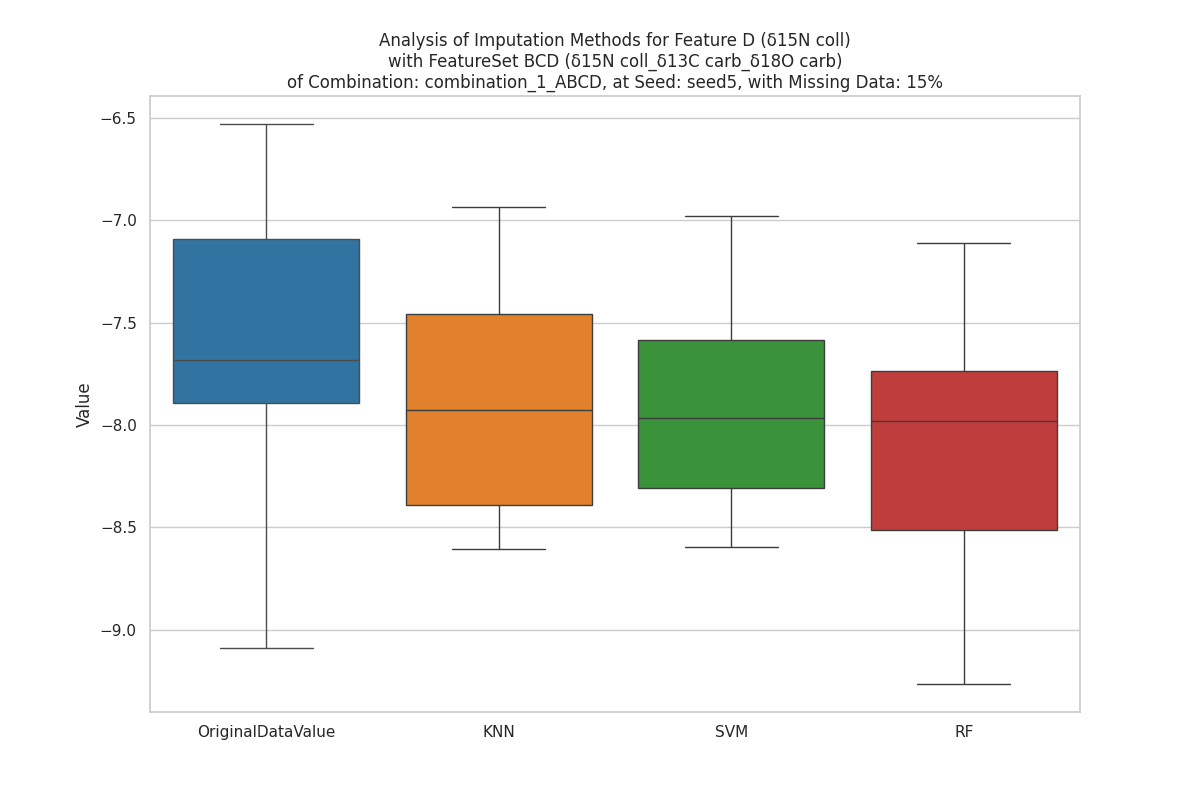 Analysis of Imputation Methods for Feature D (δ15N coll)
with FeatureSet BCD (δ15N coll_δ13C carb_δ18O carb)
of Combination: combination_1_ABCD, at Seed: seed5, with Missing Data: 15%
−6.5
−7.0
−7.5
−8.0
−8.5
−9.0
Value
OriginalDataValue
KNN
SVM
RF